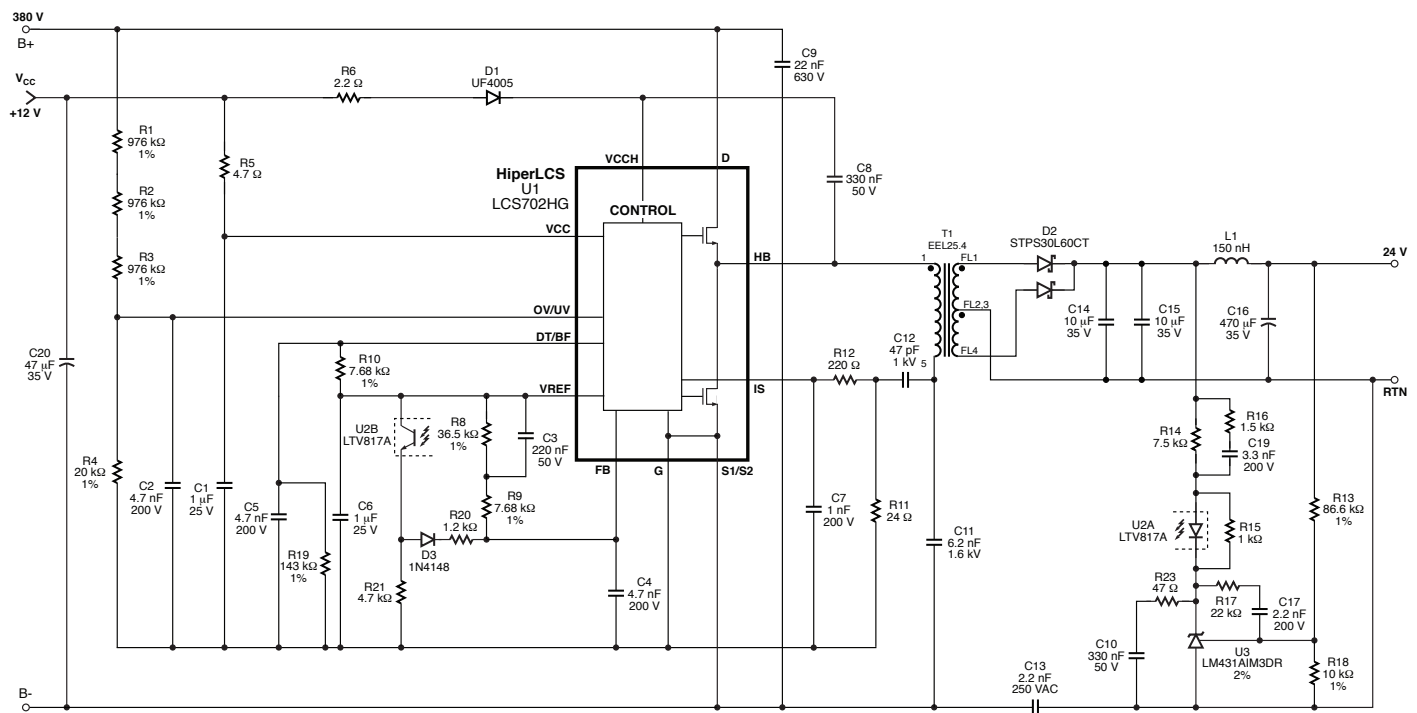 380 V
B+
VCC
+12 V
R6
2.2 Ω
D1
UF4005
C9
22 nF
630 V
R1
976 kΩ
1%
R2
976 kΩ
1%
R3
976 kΩ
1%
R5
4.7 Ω
VCCH
D
HiperLCS
U1
LCS702HG
CONTROL
C8
330 nF
50 V
VCC
HB
OV/UV
DT/BF
VREF
IS
FB
G
S1/S2
T1
EEL25.4
1
5
FL1
FL2,3
FL4
D2
STPS30L60CT
L1
150 nH
24 V
C14
10 µF
35 V
C15
10 µF
35 V
C16
470 µF
35 V
RTN
C20
47 µF
35 V
R10
7.68 kΩ
1%
U2B
LTV817A
R8
36.5 kΩ
1%
C3
220 nF
50 V
R12
220 Ω
C12
47 pF
1 kV
R4
20 kΩ
1%
C2
4.7 nF
200 V
C1
1 µF
25 V
C5
4.7 nF
200 V
R19
143 kΩ
1%
C6
1 µF
25 V
R20
1.2 kΩ
D3
1N4148
R9
7.68 kΩ
1%
R21
4.7 kΩ
C4
4.7 nF
200 V
C7
1 nF
200 V
R11
24 Ω
C11
6.2 nF
1.6 kV
R14
7.5 kΩ
R16
1.5 kΩ
C19
3.3 nF
200 V
U2A
LTV817A
R15
1 kΩ
R13
86.6 kΩ
1%
R23
47 Ω
R17
22 kΩ
C17
2.2 nF
200 V
C10
330 nF
50 V
U3
LM431AIM3DR
2%
R18
10 kΩ
1%
C13
2.2 nF
250 VAC
B-